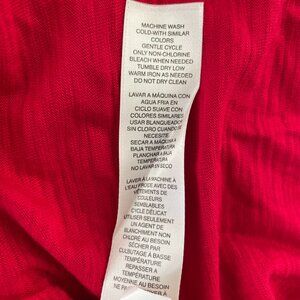 MACHINE WASH
COLD-WITH SIMILAR
COLORS
GENTLE CYCLE
ONLY NON-CHLORINE
BLEACH WHEN NEEDED
TUMBLE DRY LOW
WARM IRON AS NEEDED
DO NOT DRY CLEAN
LAVAR A MÁQUINA CON
AGUA FRIA EN
CICLO SUAVE CON
COLORES SIMILARES
USAR BLANQUEADOR
SIN CLORO CUANDO
NECESITE
SECAR A MÁQUINA A
BAJA TEMPERATURA
PLANCHAR A BAJA
TEMPERATURA
NO LAVAR EN SECO
LAVER À LA MACHINE À
L'EAU FROIDE AVEC DES
VÊTEMENTS DE
COULEURS
SEMBLABLES
CYCLE DÉLICAT
UTILISER SEULEMENT
UN AGENT DE
BLANCHIMENT NON
CHLORÉ AU BESOIN
SÉCHER PAR
CULBUTAGE À BASSE
TEMPÉRATURE
REPASSER À
TEMPÉRATURE
MOYENNE AU BESOIN